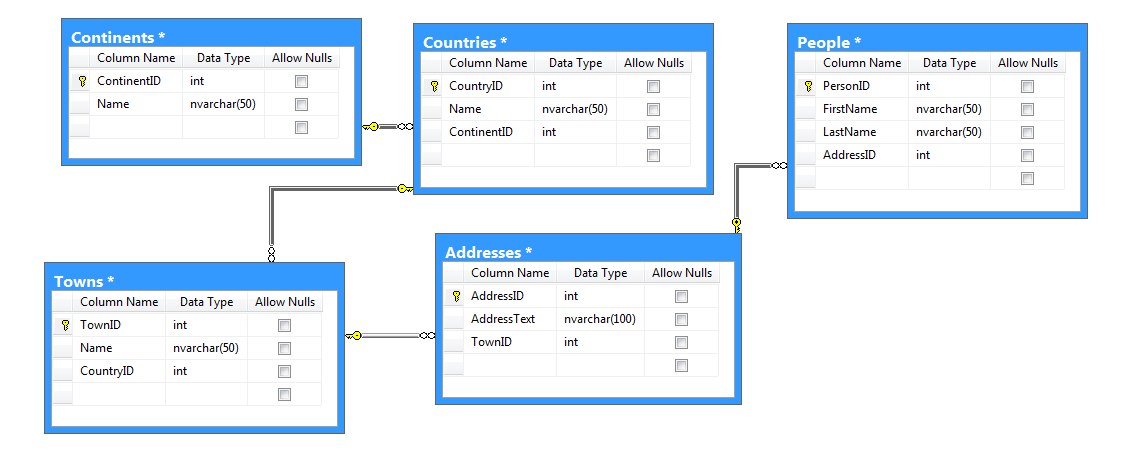 Continents *
Column Name Data Type Allow Nulls
ContinentID int
Name nvarchar(50)
Countries *
Column Name Data Type Allow Nulls
CountryID int
Name nvarchar(50)
ContinentID int
People *
Column Name Data Type Allow Nulls
PersonID int
FirstName nvarchar(50)
LastName nvarchar(50)
AddressID int
Towns *
Column Name Data Type Allow Nulls
TownID int
Name nvarchar(50)
CountryID int
Addresses *
Column Name Data Type Allow Nulls
AddressID int
AddressText nvarchar(100)
TownID int